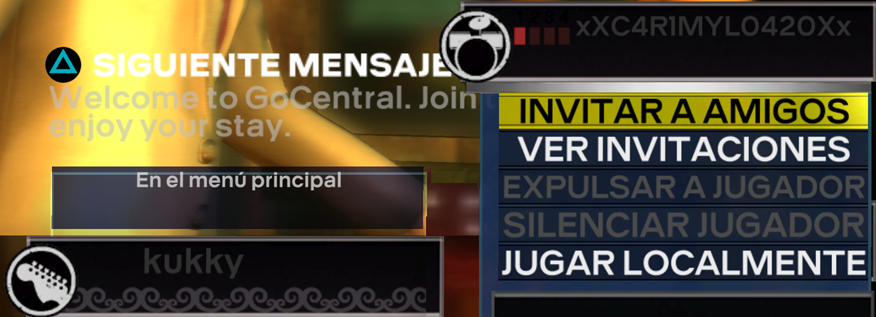 SIGUIENTE MENSAJE
Welcome to GoCentral. Join
enjoy your stay.
En el menú principal
kukky
1234
xXC4R1MYL0420Xx
INVITAR A AMIGOS
VER INVITACIONES
EXPULSAR A JUGADOR
SILENCIAR JUGADOR
JUGAR LOCALMENTE